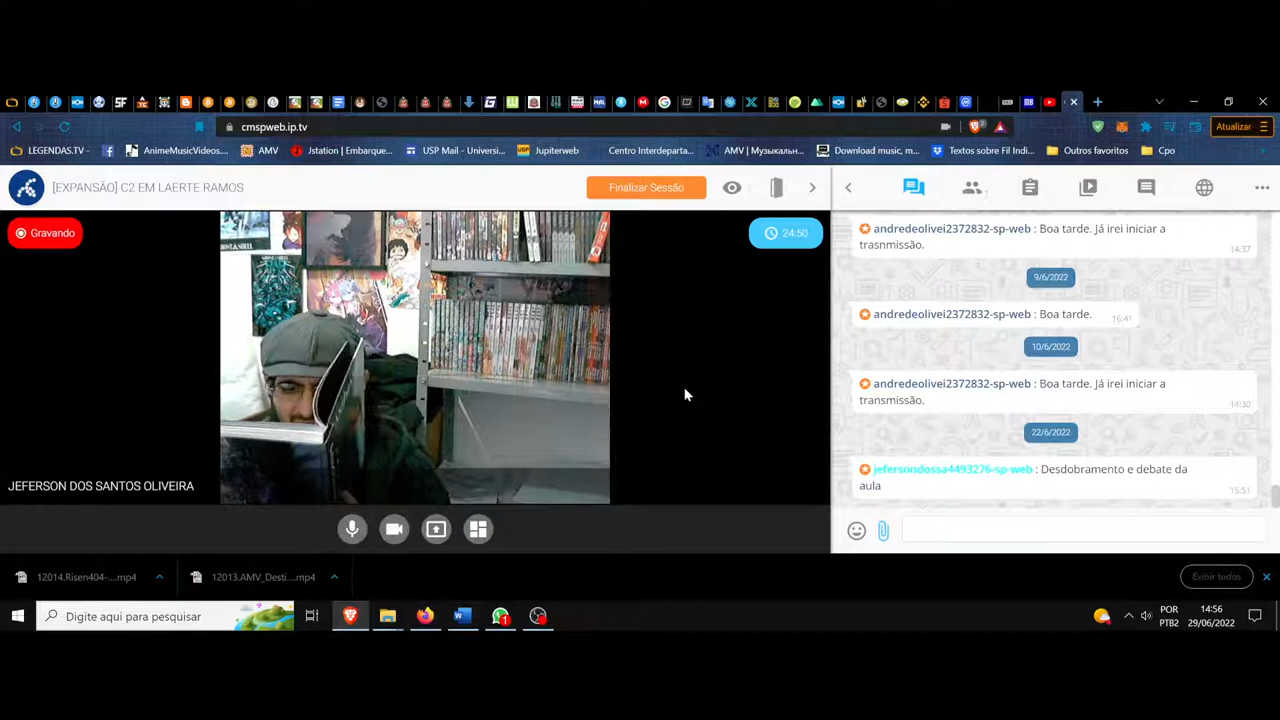 cmspweb.ip.tv
Atualizar
LEGENDAS.TV -
AnimeMusicVideos...
AMV
Jstation | Embarque...
USP Mail - Universi...
Jupiterweb
Centro Interdeparta...
AMV | Музыкальн...
Download music, m...
Textos sobre Fil Indi...
Outros favoritos
Cpo
[EXPANSÃO] C2 EM LAERTE RAMOS
Finalizar Sessão
Gravando
24:50
JEFERSON DOS SANTOS OLIVEIRA
andredeolivei2372832-sp-web : Boa tarde. Já irei iniciar a
trasnmissão.
14:37
9/6/2022
andredeolivei2372832-sp-web : Boa tarde.
16:41
10/6/2022
andredeolivei2372832-sp-web : Boa tarde. Já irei iniciar a
transmissão.
14:30
22/6/2022
jefersondossa4493276-sp-web : Desdobramento e debate da
aula
15:51
12014.Risen404-....mp4
12013.AMV_Desti....mp4
Exibir todos
Digite aqui para pesquisar
POR
PTB2
14:56
29/06/2022